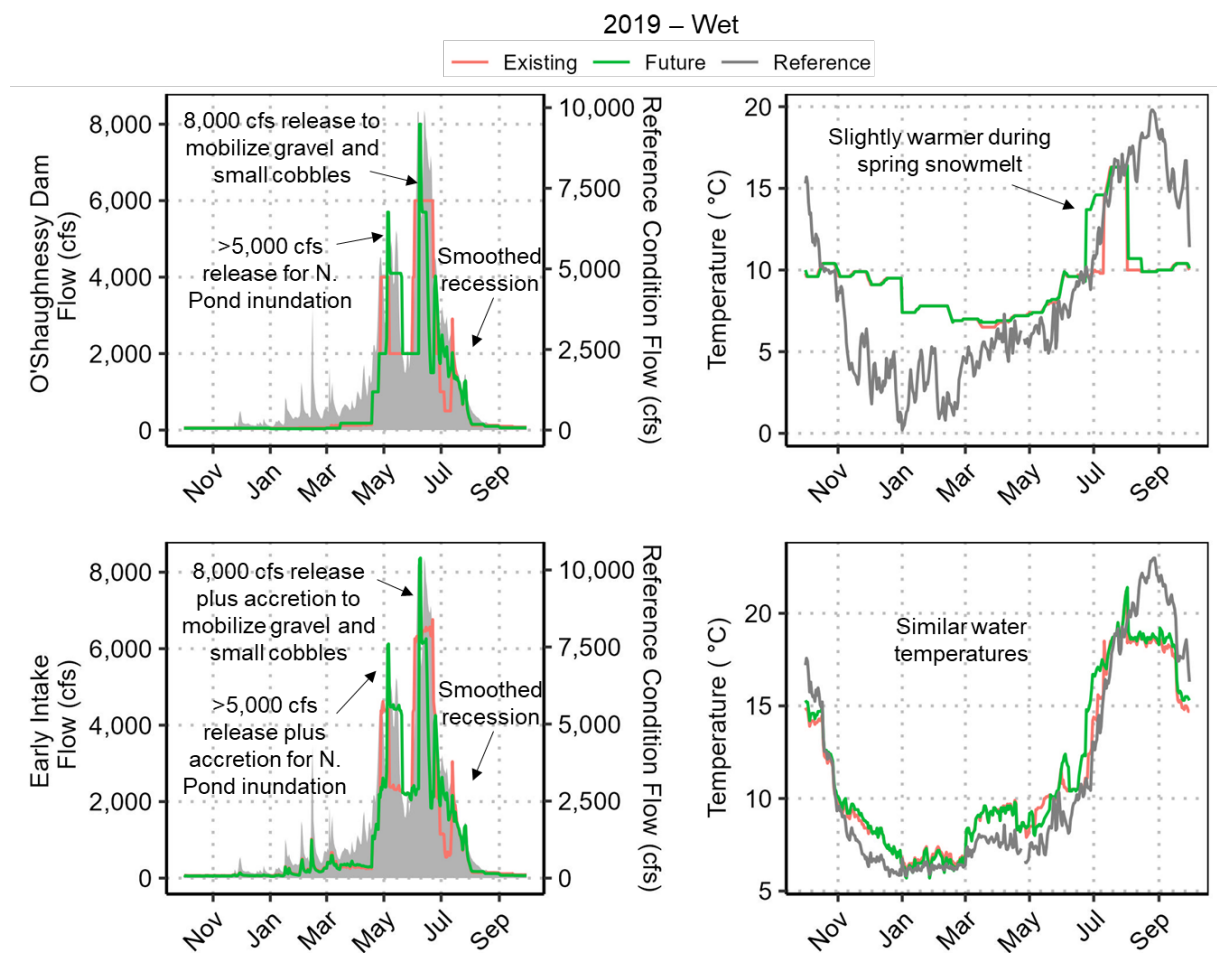 2019 – Wet
Existing Future Reference
O'Shaughnessy Dam
Flow (cfs)
8,000
6,000
4,000
2,000
0
8,000 cfs release to
mobilize gravel and
small cobbles
>5,000 cfs
release for N.
Pond inundation
Smoothed
recession
10,000
7,500
5,000
2,500
0
Reference Condition Flow (cfs)
Nov Jan Mar May Jul Sep
Temperature ( °C)
20
15
10
5
0
Slightly warmer during
spring snowmelt
Nov Jan Mar May Jul Sep
Early Intake
Flow (cfs)
8,000
6,000
4,000
2,000
0
8,000 cfs release
plus accretion to
mobilize gravel and
small cobbles
>5,000 cfs
release plus
accretion for N.
Pond inundation
Smoothed
recession
10,000
7,500
5,000
2,500
0
Reference Condition Flow (cfs)
Nov Jan Mar May Jul Sep
Temperature ( °C)
20
15
10
5
Similar water
temperatures
Nov Jan Mar May Jul Sep